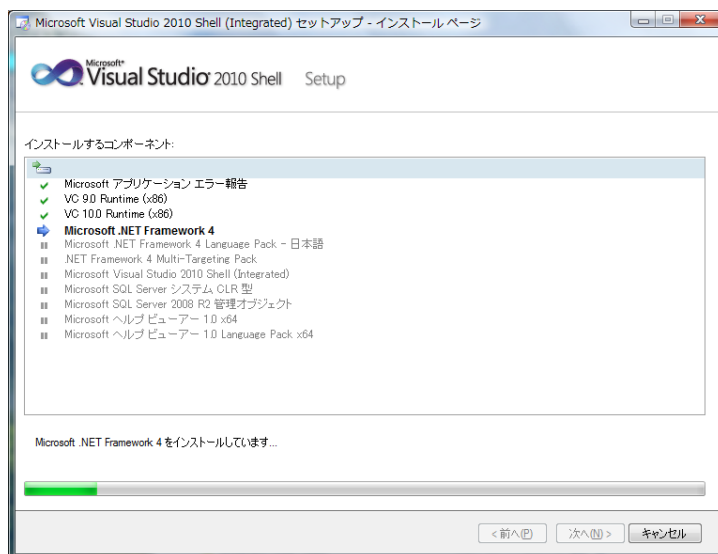 Microsoft Visual Studio 2010 Shell (Integrated) セットアップ - インストール ページ
Microsoft®
Visual Studio 2010 Shell Setup
インストールするコンポーネント:
Microsoft アプリケーション エラー報告
VC 9.0 Runtime (x86)
VC 10.0 Runtime (x86)
Microsoft .NET Framework 4
Microsoft .NET Framework 4 Language Pack - 日本語
.NET Framework 4 Multi-Targeting Pack
Microsoft Visual Studio 2010 Shell (Integrated)
Microsoft SQL Server システム CLR 型
Microsoft SQL Server 2008 R2 管理オブジェクト
Microsoft ヘルプ ビューアー 1.0 x64
Microsoft ヘルプ ビューアー 1.0 Language Pack x64
Microsoft .NET Framework 4 をインストールしています...
< 前へ(P) 次へ(N) > キャンセル